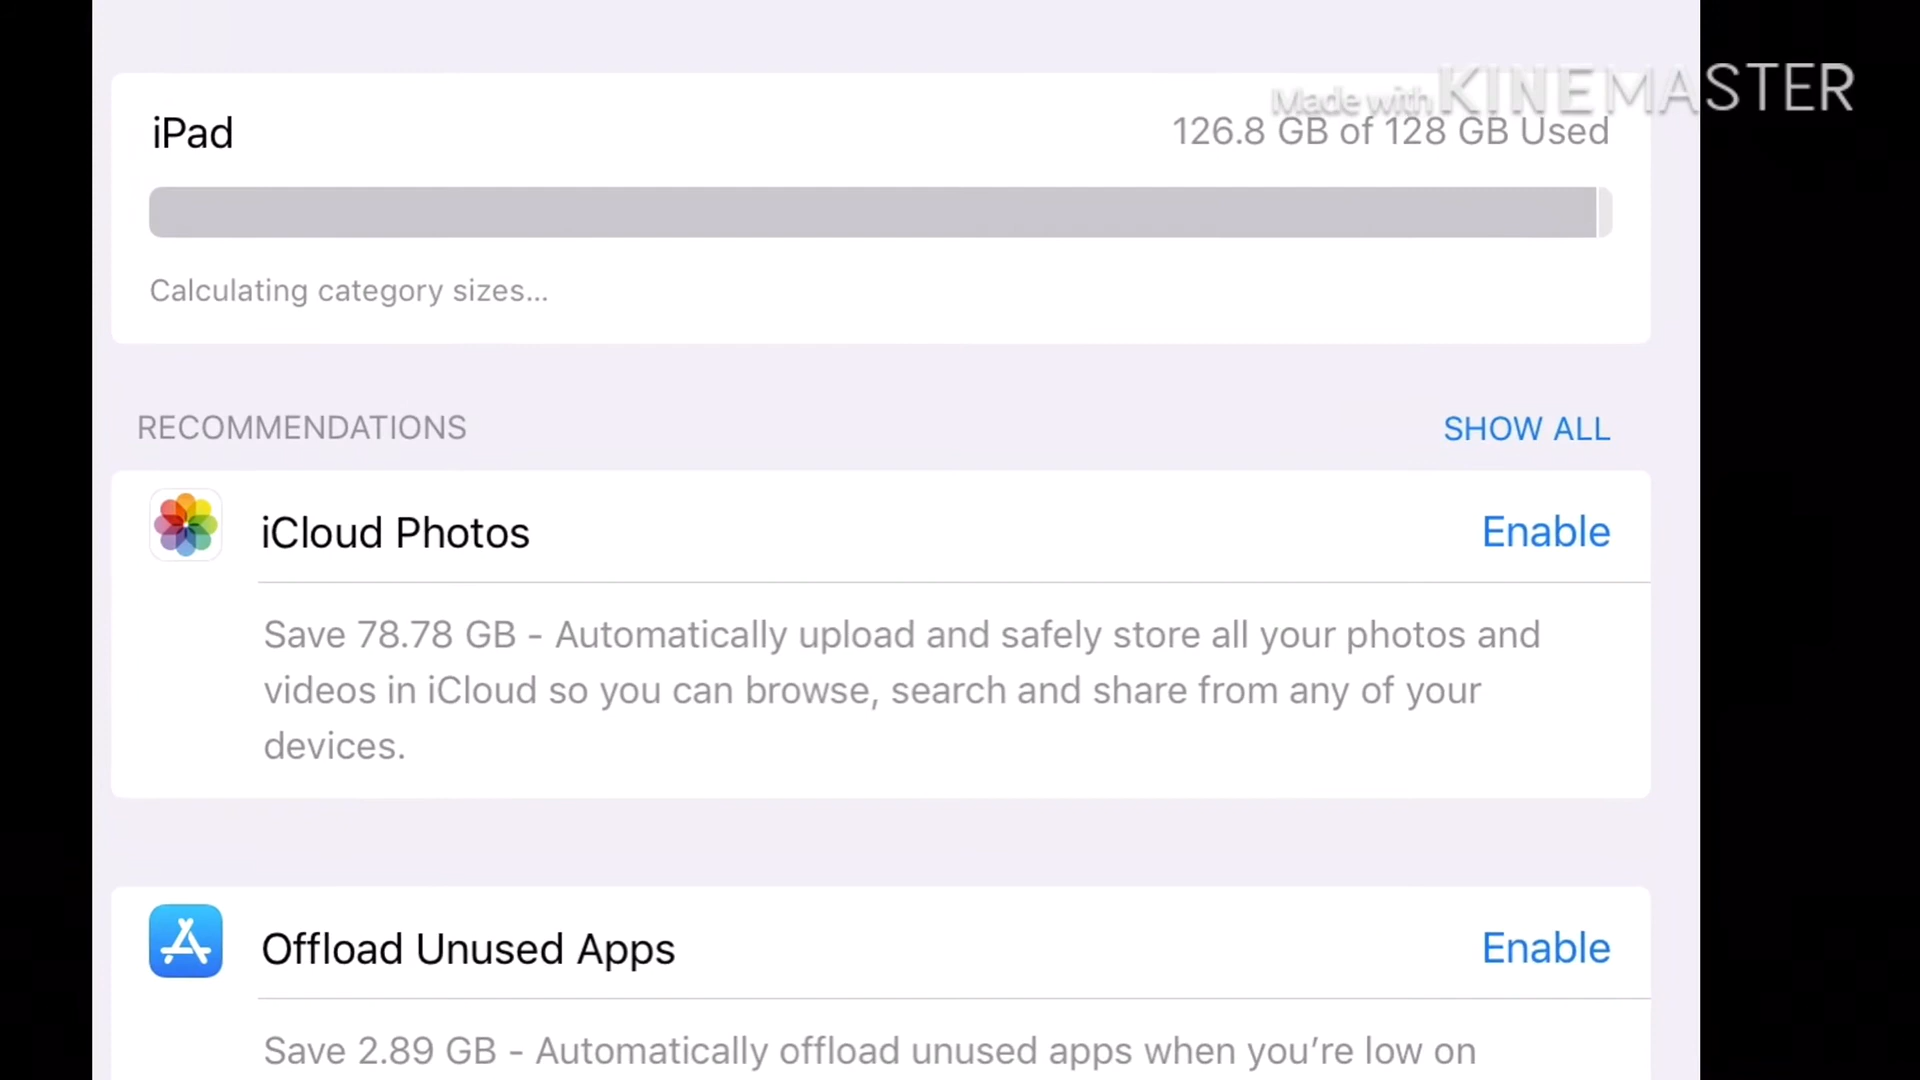 Made with KINEMASTER
iPad
126.8 GB of 128 GB Used
Calculating category sizes...
RECOMMENDATIONS
SHOW ALL
iCloud Photos
Enable
Save 78.78 GB - Automatically upload and safely store all your photos and
videos in iCloud so you can browse, search and share from any of your
devices.
Offload Unused Apps
Enable
Save 2.89 GB - Automatically offload unused apps when you’re low on